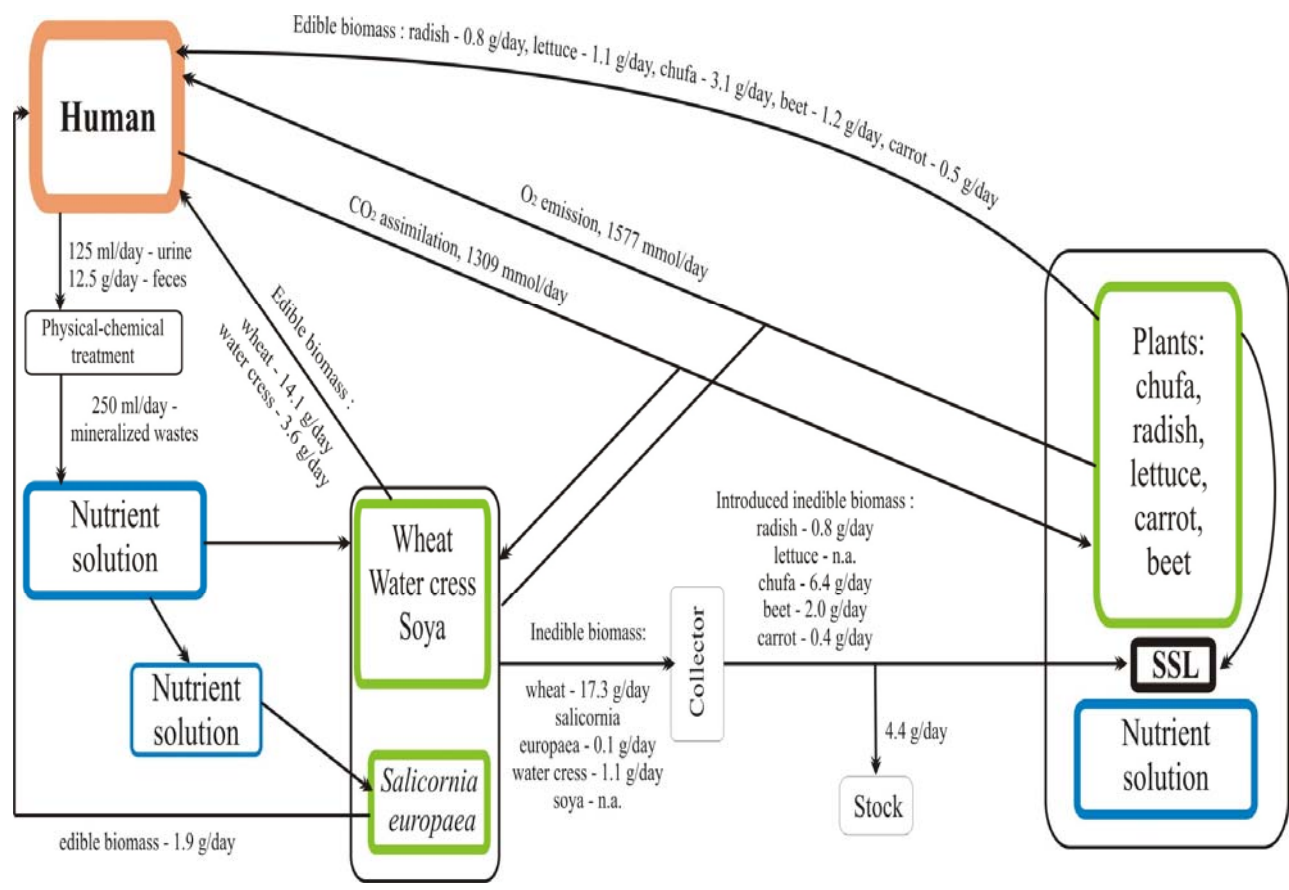 Edible biomass : radish - 0.8 g/day, lettuce - 1.1 g/day, chufa - 3.1 g/day, beet - 1.2 g/day, carrot - 0.5 g/day
Human
O₂ emission, 1577 mmol/day
CO₂ assimilation, 1309 mmol/day
125 ml/day - urine
12.5 g/day - feces
Physical-chemical
treatment
250 ml/day -
mineralized wastes
Edible biomass :
wheat - 14.1 g/day
water cress - 3.6 g/day
Nutrient
solution
Nutrient
solution
Wheat
Water cress
Soya
Salicornia
europaea
edible biomass - 1.9 g/day
Inedible biomass:
wheat - 17.3 g/day
salicornia
europaea - 0.1 g/day
water cress - 1.1 g/day
soya - n.a.
Collector
Introduced inedible biomass :
radish - 0.8 g/day
lettuce - n.a.
chufa - 6.4 g/day
beet - 2.0 g/day
carrot - 0.4 g/day
4.4 g/day
Stock
Plants:
chufa,
radish,
lettuce,
carrot,
beet
SSL
Nutrient
solution